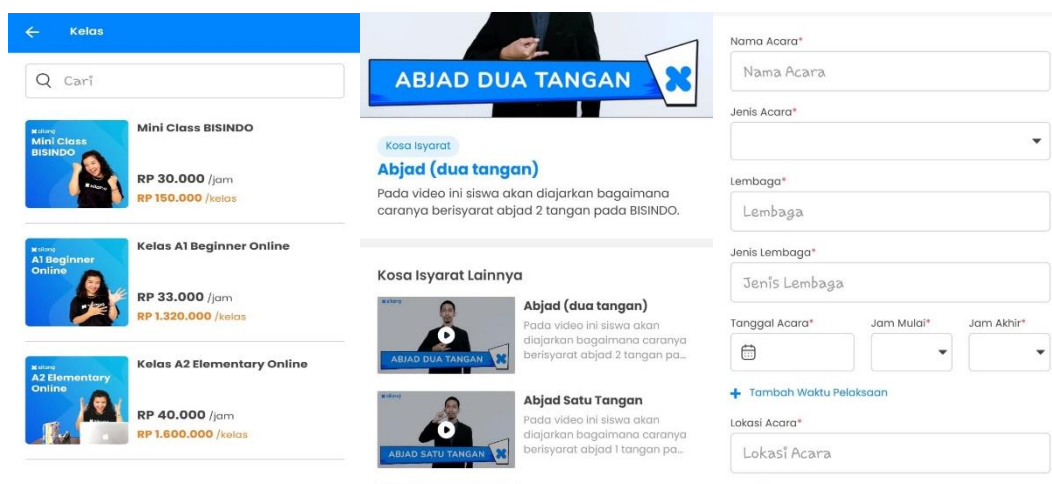 Kelas
Cari
silang
Mini Class
BISINDO
Mini Class BISINDO
RP 30.000 /jam
RP 150.000 /kelas
silang
A1 Beginner
Online
Kelas A1 Beginner Online
RP 33.000 /jam
RP 1.320.000 /kelas
silang
A2 Elementary
Online
Kelas A2 Elementary Online
RP 40.000 /jam
RP 1.600.000 /kelas
ABJAD DUA TANGAN
Kosa Isyarat
Abjad (dua tangan)
Pada video ini siswa akan diajarkan bagaimana
caranya berisyarat abjad 2 tangan pada BISINDO.
Kosa Isyarat Lainnya
silang
ABJAD DUA TANGAN
Abjad (dua tangan)
Pada video ini siswa akan
diajarkan bagaimana caranya
berisyarat abjad 2 tangan pa...
silang
ABJAD SATU TANGAN
Abjad Satu Tangan
Pada video ini siswa akan
diajarkan bagaimana caranya
berisyarat abjad 1 tangan pa...
Nama Acara*
Nama Acara
Jenis Acara*
Lembaga*
Lembaga
Jenis Lembaga*
Jenis Lembaga
Tanggal Acara* Jam Mulai* Jam Akhir*
+ Tambah Waktu Pelaksaan
Lokasi Acara*
Lokasi Acara